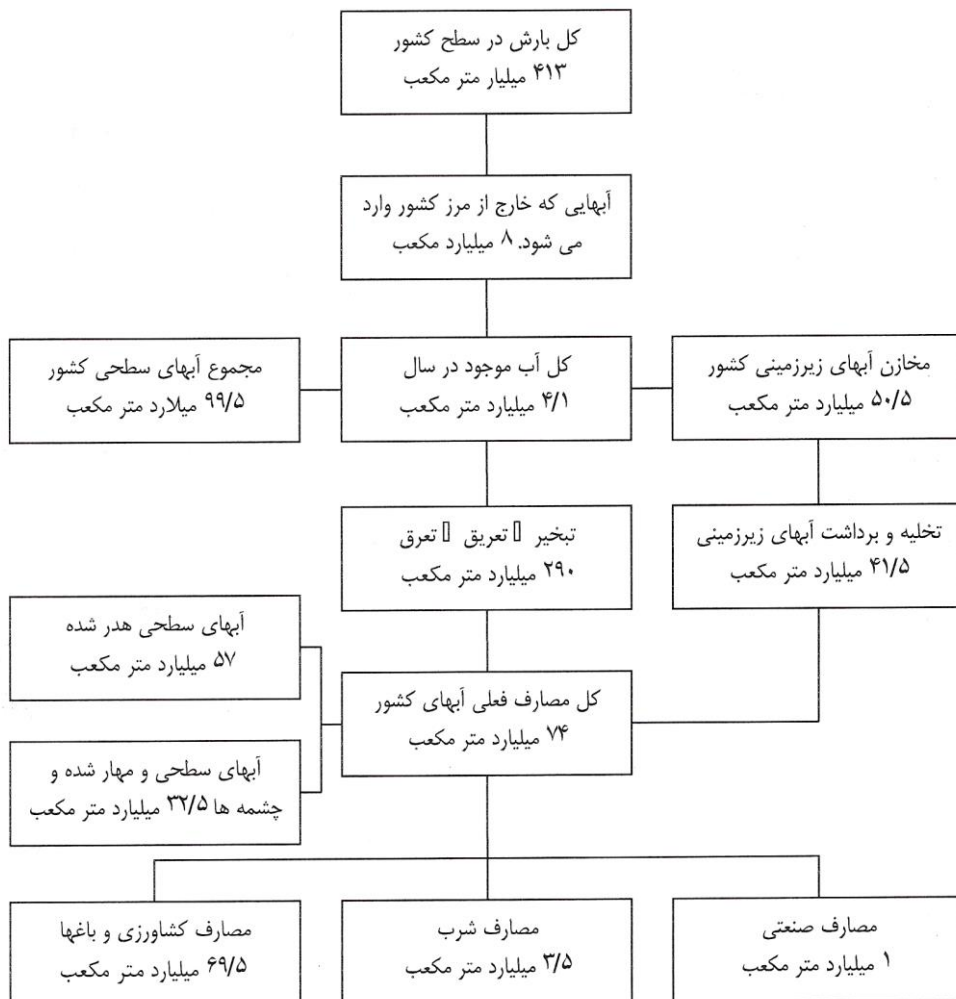 کل بارش در سطح کشور
۴۱۳ میلیار متر مکعب
آبهایی که خارج از مرز کشور وارد
می شود. ۸ میلیارد مکعب
مخازن آبهای زیرزمینی کشور
۵۰/۵ میلیارد متر مکعب
کل آب موجود در سال
۴/۱ میلیارد متر مکعب
مجموع آبهای سطحی کشور
۹۹/۵ میلارد متر مکعب
تخلیه و برداشت آبهای زیرزمینی
۴۱/۵ میلیارد متر مکعب
تبخیر 𥫗 تعریق 𥫗 تعرق
۲۹۰ میلیارد متر مکعب
آبهای سطحی هدر شده
۵۷ میلیارد متر مکعب
کل مصارف فعلی آبهای کشور
۷۴ میلیارد متر مکعب
آبهای سطحی و مهار شده و
چشمه ها ۳۲/۵ میلیارد متر مکعب
مصارف صنعتی
۱ میلیارد متر مکعب
مصارف شرب
۳/۵ میلیارد متر مکعب
مصارف کشاورزی و باغها
۶۹/۵ میلیارد متر مکعب